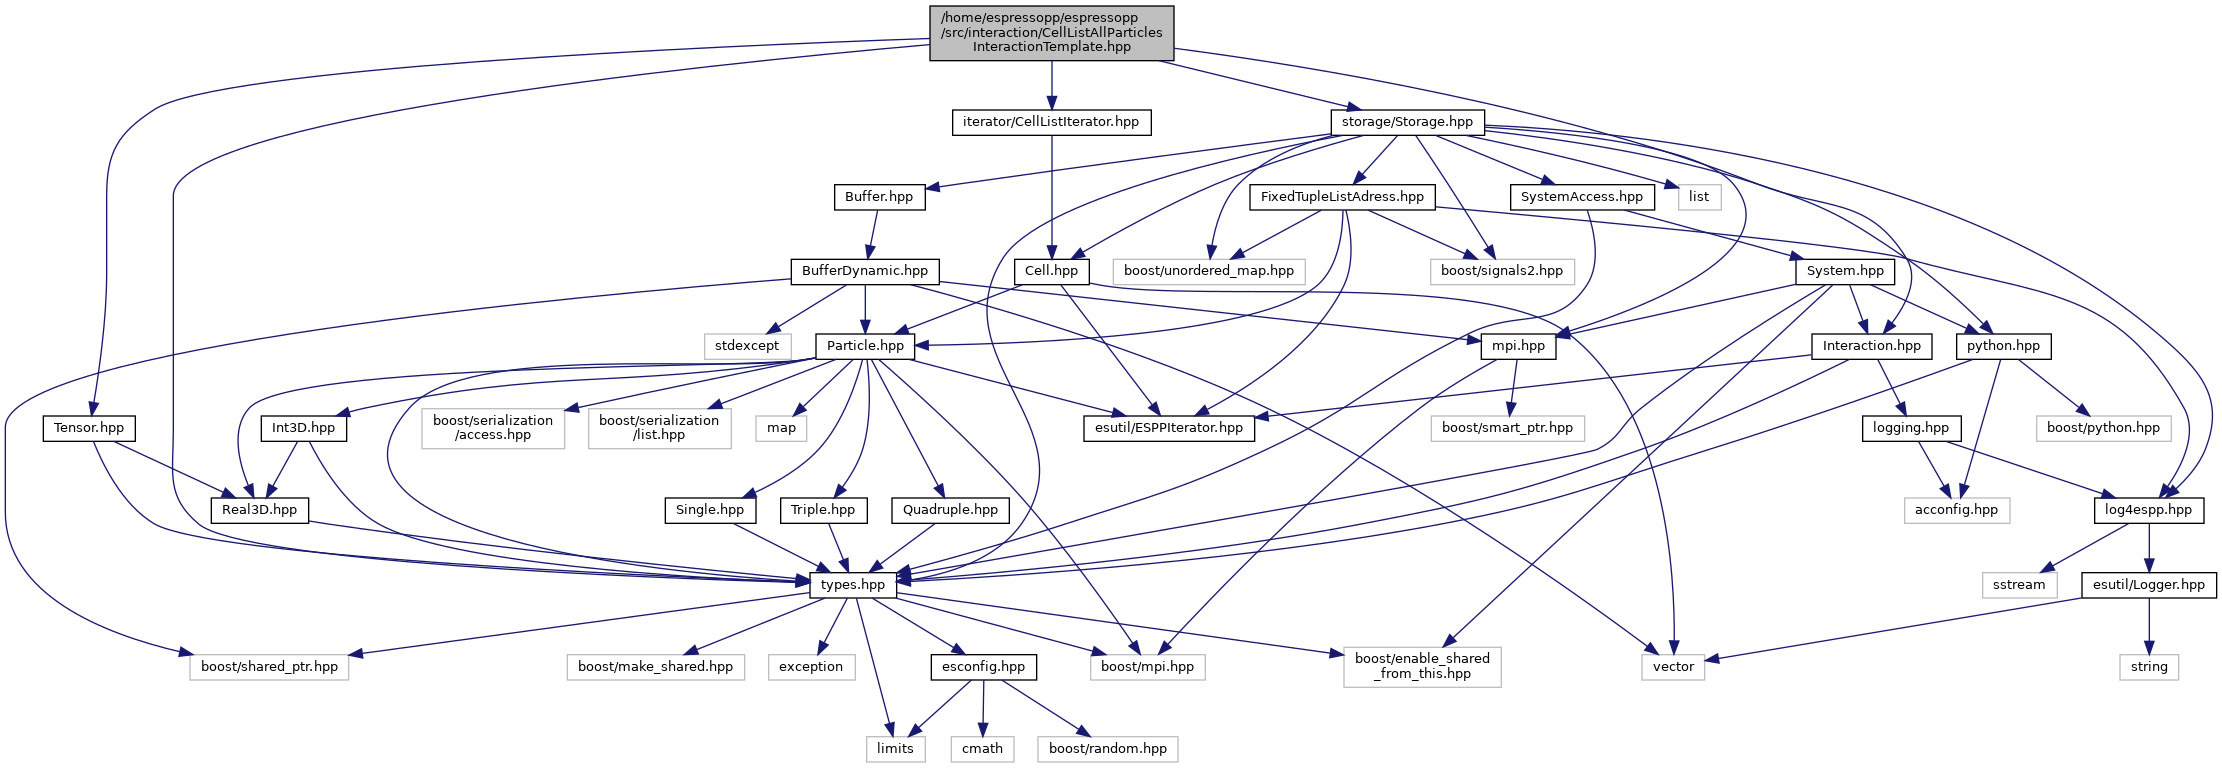 /home/espressopp/espressopp
/src/interaction/CellListAllParticles
InteractionTemplate.hpp
iterator/CellListIterator.hpp
storage/Storage.hpp
Buffer.hpp
FixedTupleListAdress.hpp
SystemAccess.hpp
list
BufferDynamic.hpp
Cell.hpp
boost/unordered_map.hpp
boost/signals2.hpp
System.hpp
stdexcept
Particle.hpp
mpi.hpp
Interaction.hpp
python.hpp
Tensor.hpp
Int3D.hpp
boost/serialization
/access.hpp
boost/serialization
/list.hpp
map
esutil/ESPPIterator.hpp
boost/smart_ptr.hpp
logging.hpp
boost/python.hpp
Real3D.hpp
Single.hpp
Triple.hpp
Quadruple.hpp
acconfig.hpp
log4espp.hpp
types.hpp
sstream
esutil/Logger.hpp
boost/shared_ptr.hpp
boost/make_shared.hpp
exception
esconfig.hpp
boost/mpi.hpp
boost/enable_shared
_from_this.hpp
vector
string
limits
cmath
boost/random.hpp